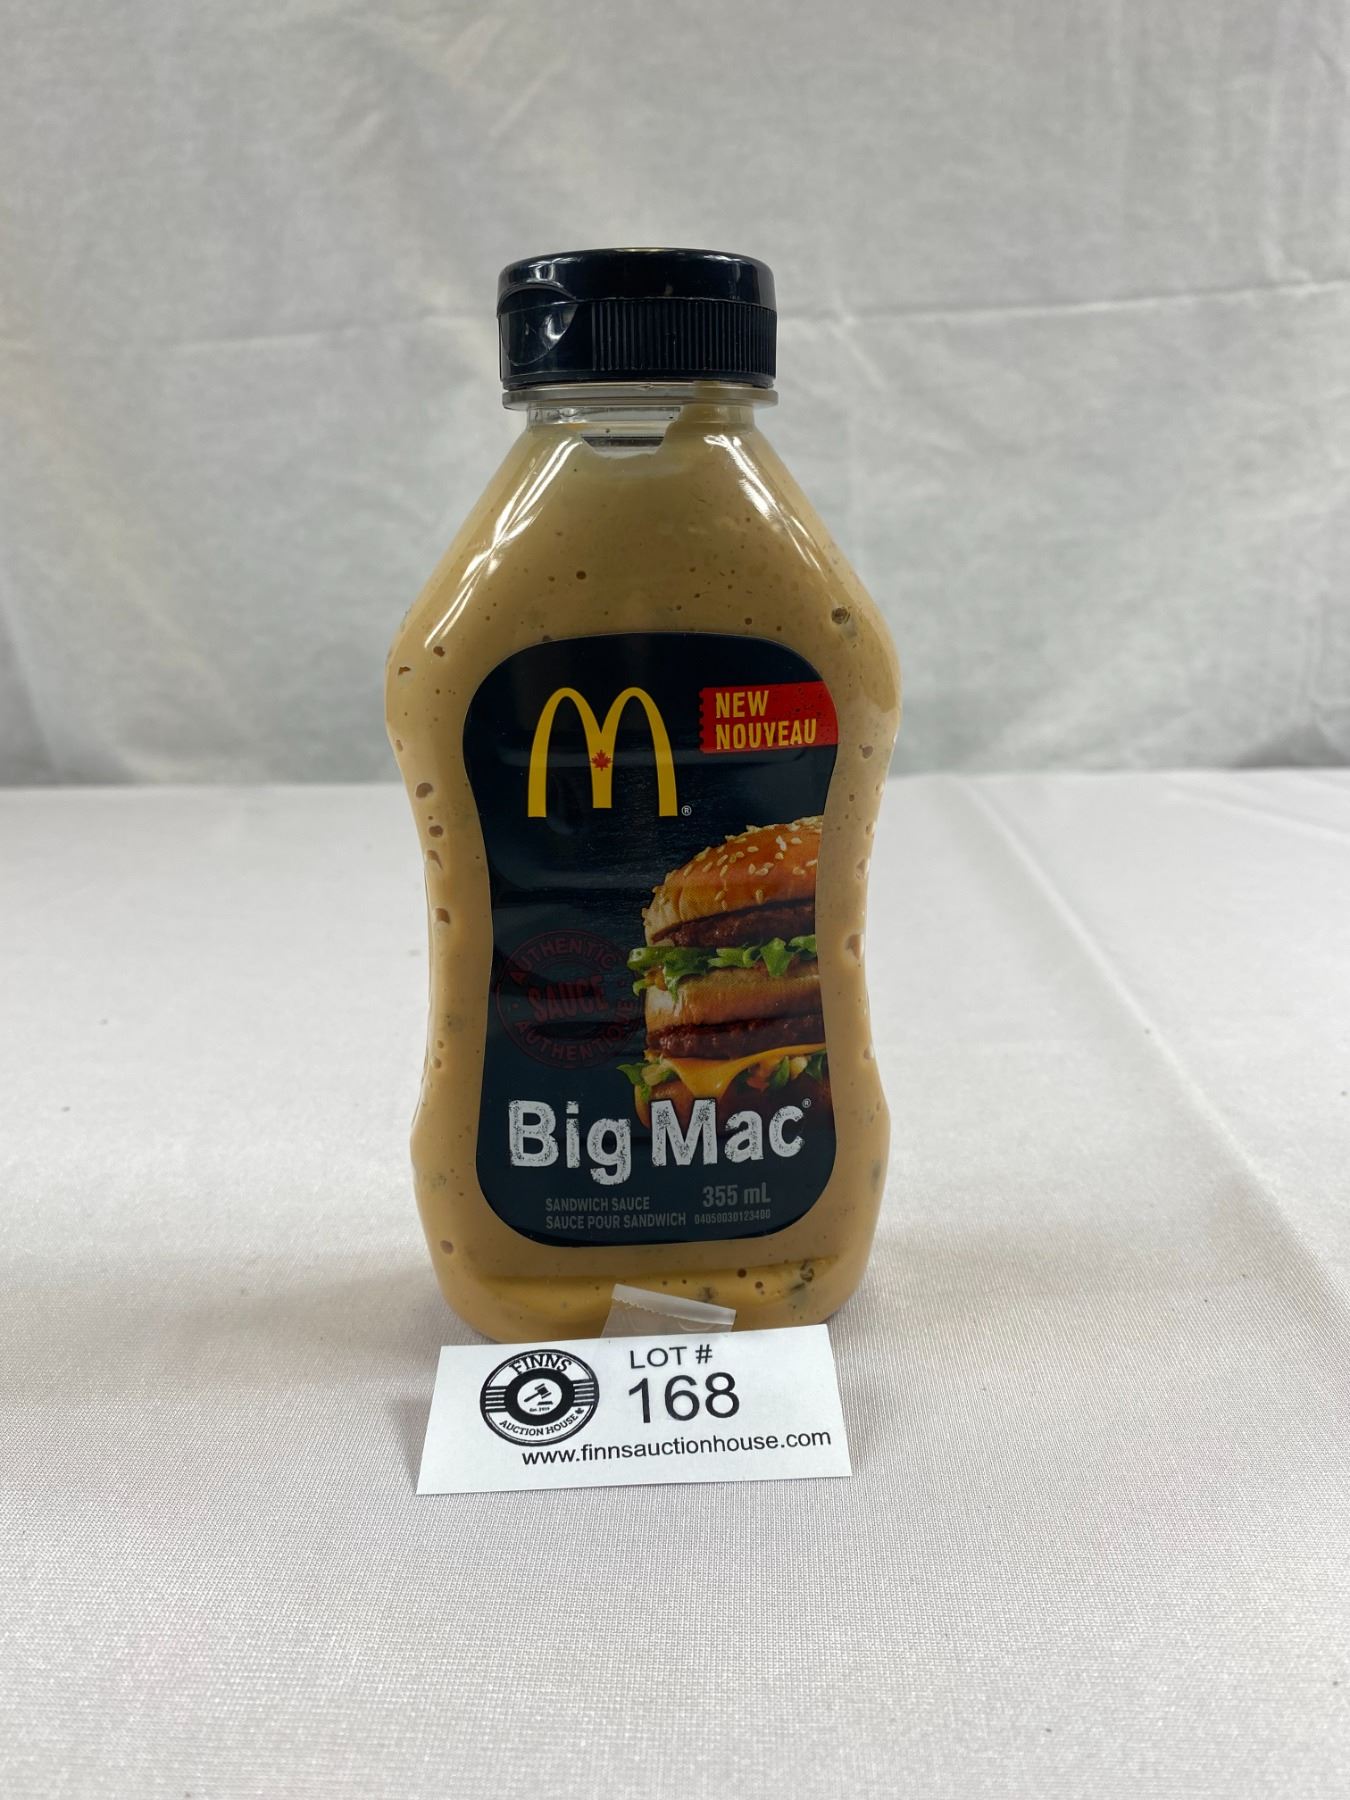 NEW
NOUVEAU
®
AUTHENTIC
SAUCE
AUTHENTIQUE
Big Mac®
SANDWICH SAUCE
SAUCE POUR SANDWICH
355 mL
04050030123400
FINNS
AUCTION HOUSE
LOT #
168
www.finnsauctionhouse.com